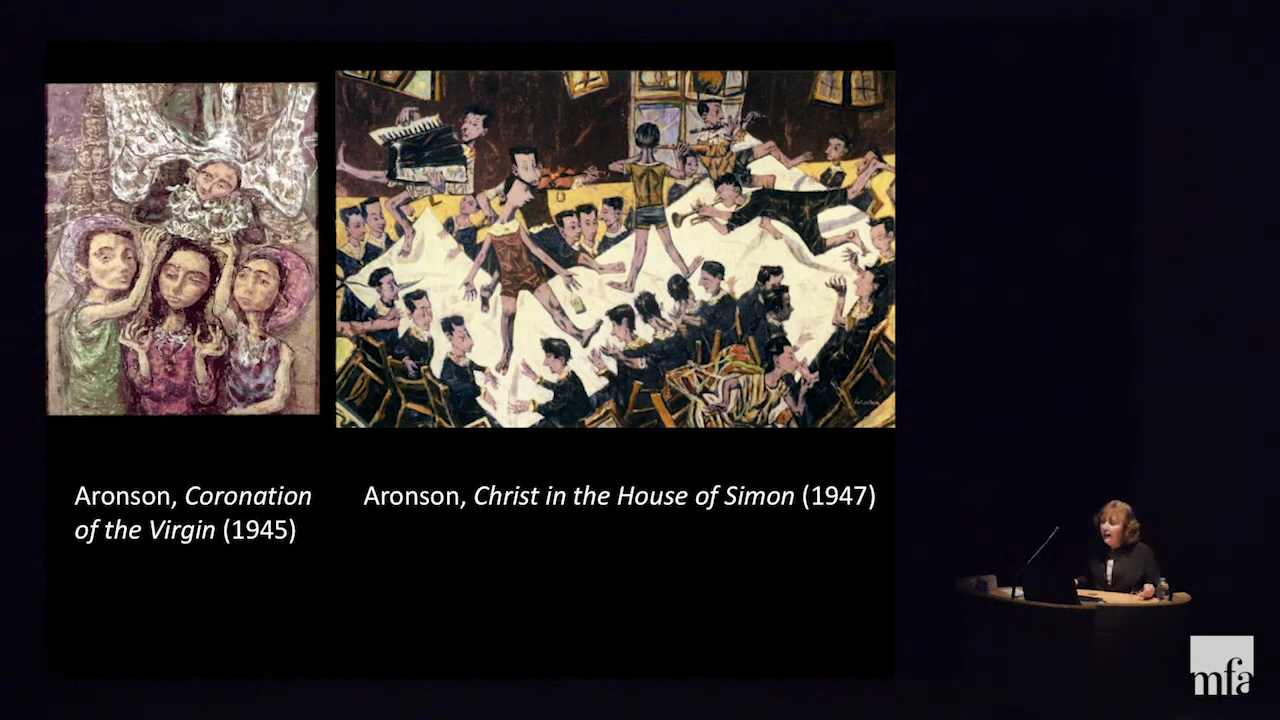 Aronson, Coronation
of the Virgin (1945)
Aronson, Christ in the House of Simon (1947)
mfa